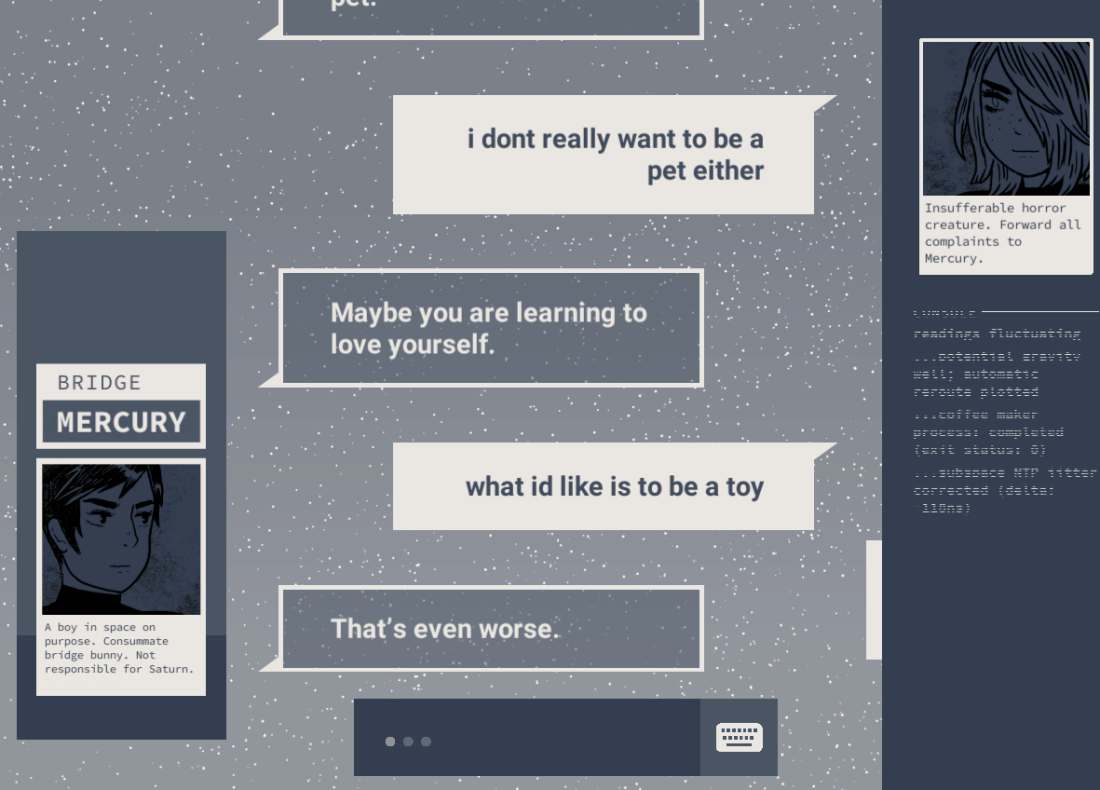 pet.
i dont really want to be a
pet either
Maybe you are learning to
love yourself.
what id like is to be a toy
That's even worse.
BRIDGE
MERCURY
A boy in space on
purpose. Consummate
bridge bunny. Not
responsible for Saturn.
Insufferable horror
creature. Forward all
complaints to
Mercury.
readings fluctuating
...potential gravity
well; automatic
reroute plotted
...coffee maker
process: completed
(exit status: 0)
...subspace NTP jitter
corrected (delta: